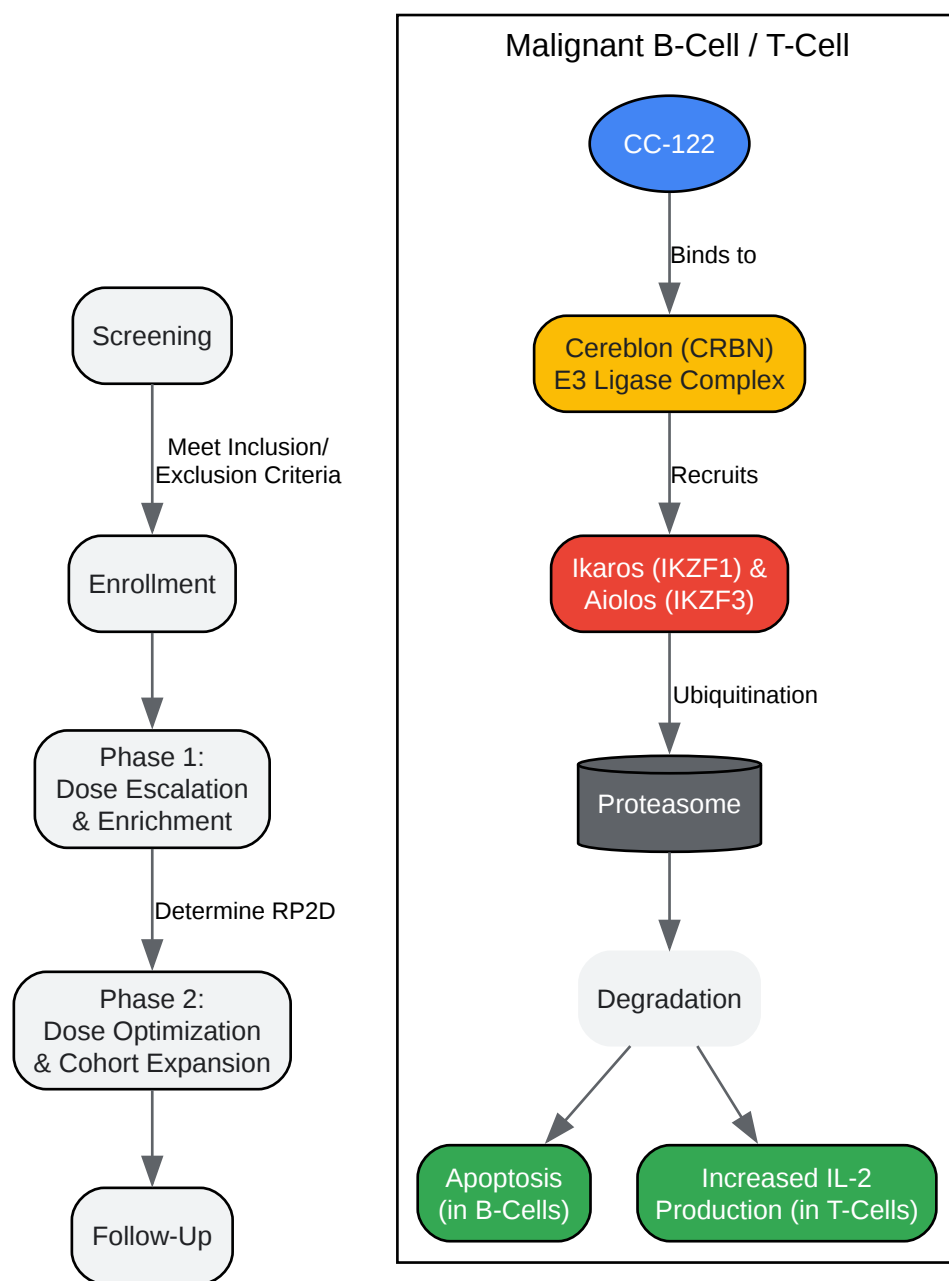 Screening
Meet Inclusion/
Exclusion Criteria
Enrollment
Phase 1:
Dose Escalation
& Enrichment
Determine RP2D
Phase 2:
Dose Optimization
& Cohort Expansion
Follow-Up
Malignant B-Cell / T-Cell
CC-122
Binds to
Cereblon (CRBN)
E3 Ligase Complex
Recruits
Ikaros (IKZF1) &
Aiolos (IKZF3)
Ubiquitination
Proteasome
Degradation
Apoptosis
(in B-Cells)
Increased IL-2
Production (in T-Cells)